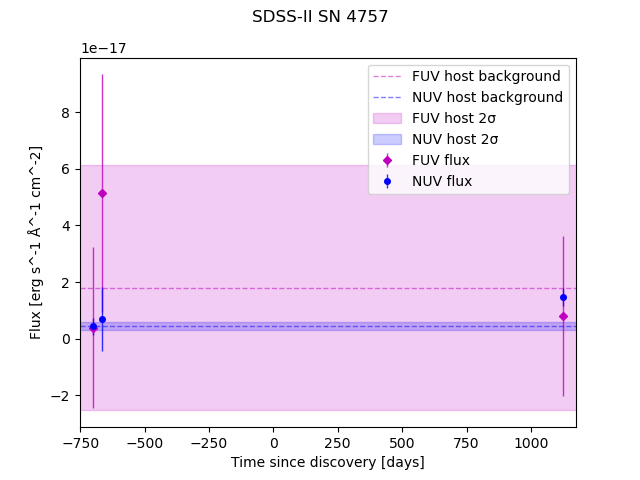 SDSS-II SN 4757
1e−17
FUV host background
NUV host background
FUV host 2σ
NUV host 2σ
FUV flux
NUV flux
8
6
4
2
0
−2
Flux [erg s^-1 Å^-1 cm^-2]
−750 −500 −250 0 250 500 750 1000
Time since discovery [days]